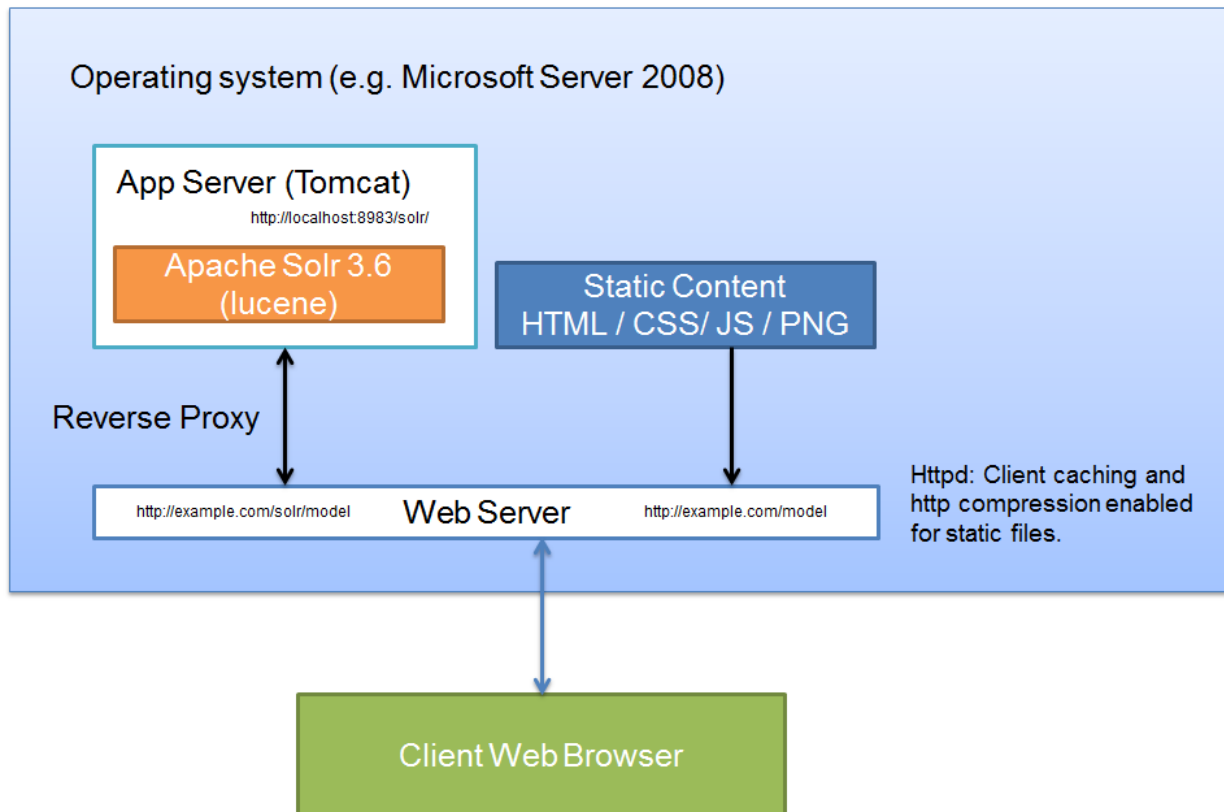 Operating system (e.g. Microsoft Server 2008)
App Server (Tomcat)
http://localhost:8983/solr/
Apache Solr 3.6
(lucene)
Static Content
HTML / CSS/ JS / PNG
Reverse Proxy
http://example.com/solr/model
Web Server
http://example.com/model
Httpd: Client caching and
http compression enabled
for static files.
Client Web Browser